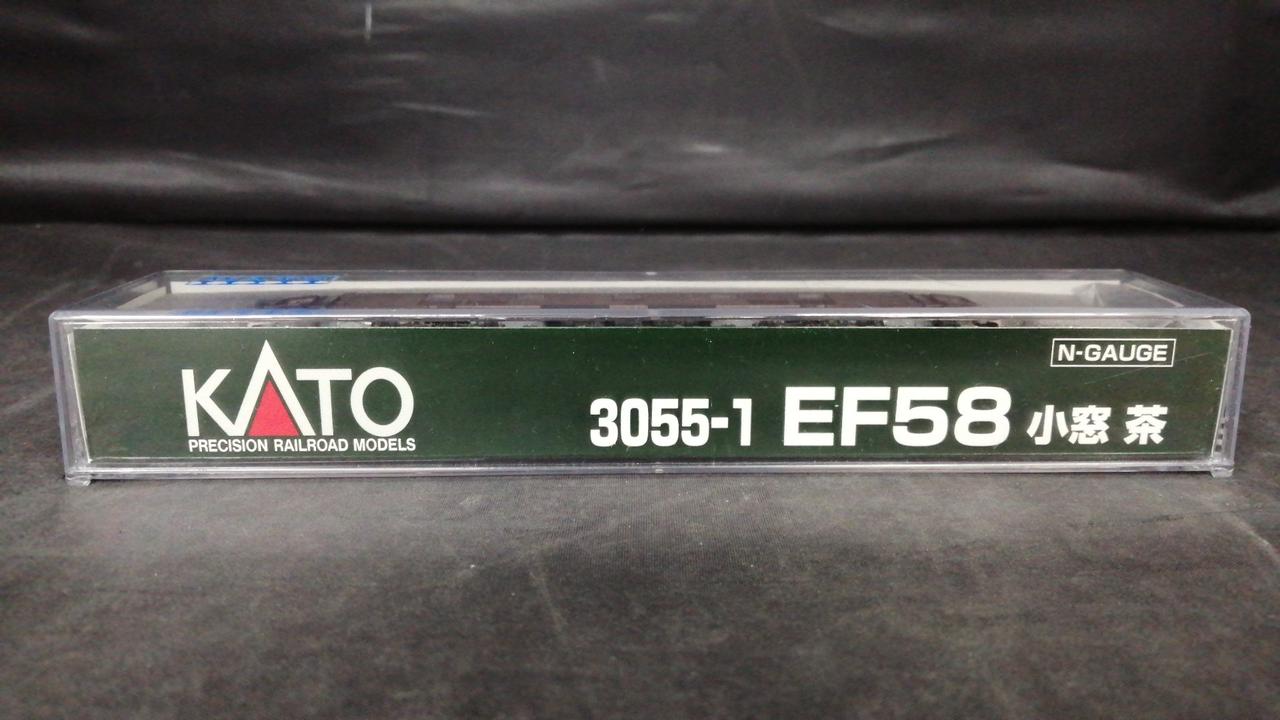 N-GAUGE
KATO
PRECISION RAILROAD MODELS
3055-1 EF58 小窓 茶